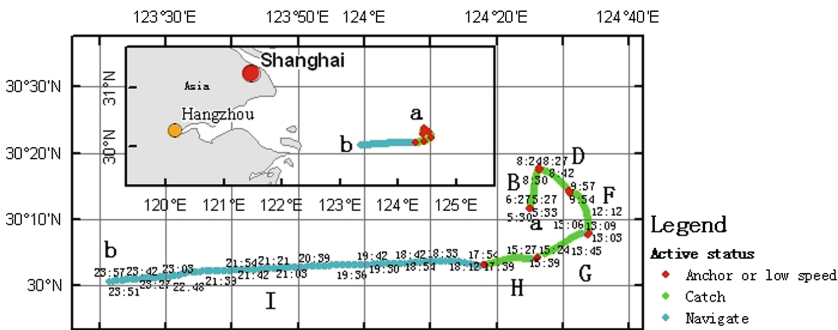 123°30'E 123°50'E 124°E 124°20'E 124°40'E
30°30'N
30°20'N
30°10'N
30°N
Shanghai
Asia
Hangzhou
31°N
30°N
a
b
120°E 121°E 122°E 123°E 124°E 125°E
8:24 8:27
8:30
8:42
D
B
9:57
9:54
F
6:27 5:27
5:30 5:33
a
12:12
13:06 13:09
13:03
b
23:57 23:42 23:03 21:54 21:21 20:39 19:42 18:42 18:33 17:54 15:27 15:24 13:45
23:51 23:27 22:48 21:39 21:42 21:03 19:36 19:30 18:54 18:12 17:39 15:39
I
H
G
Legend
Active status
Anchor or low speed
Catch
Navigate